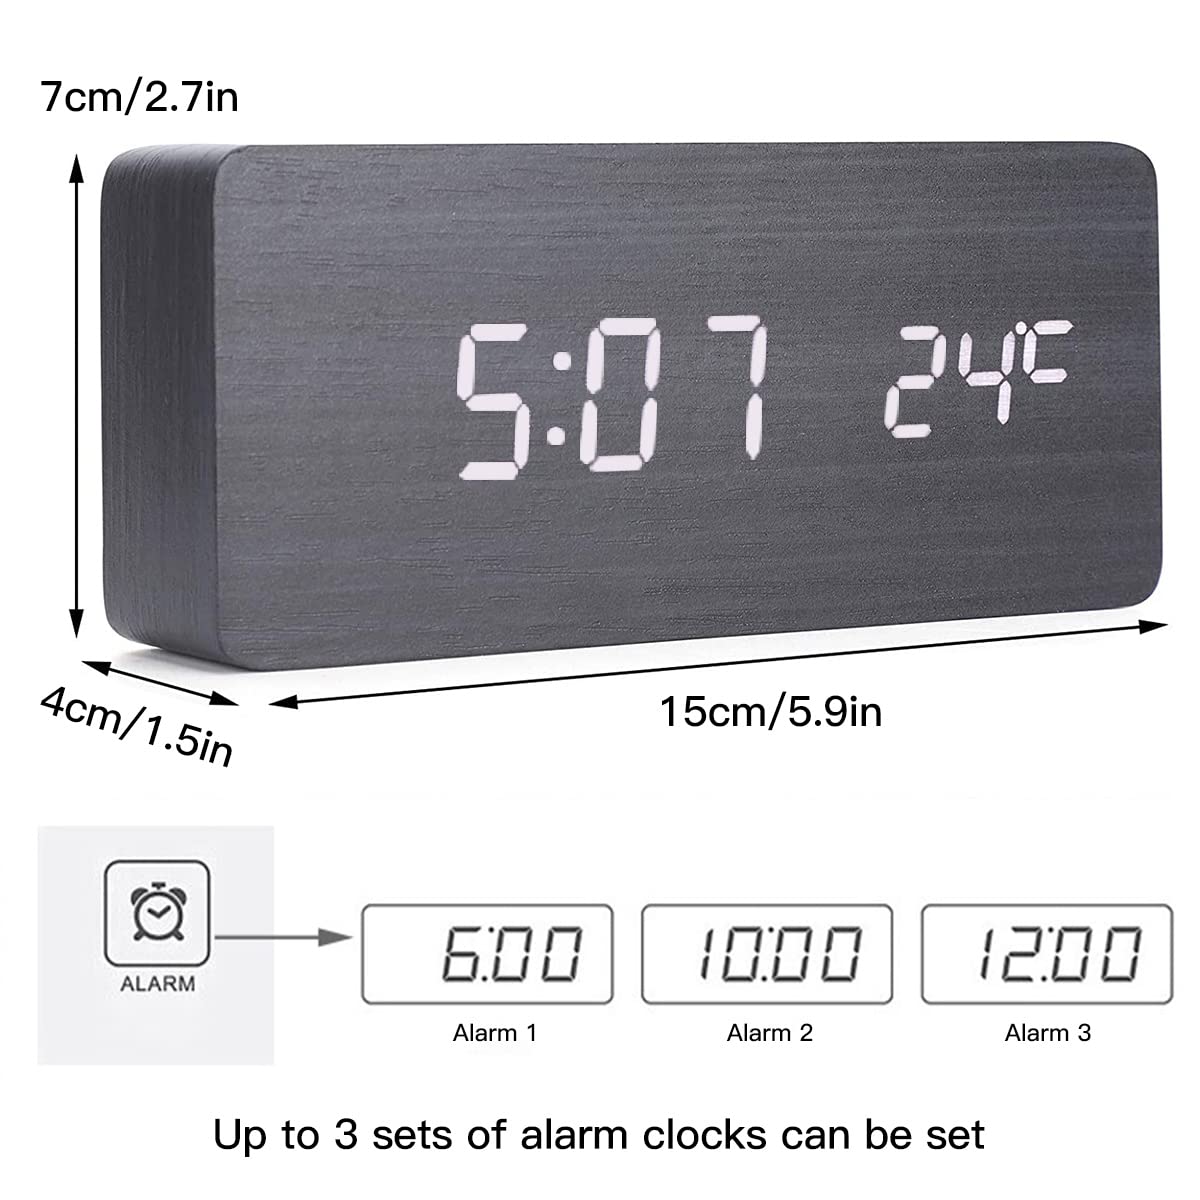 7cm/2.7in
5:07 24°C
4cm/1.5in
15cm/5.9in
ALARM
6:00
10:00
12:00
Alarm 1
Alarm 2
Alarm 3
Up to 3 sets of alarm clocks can be set